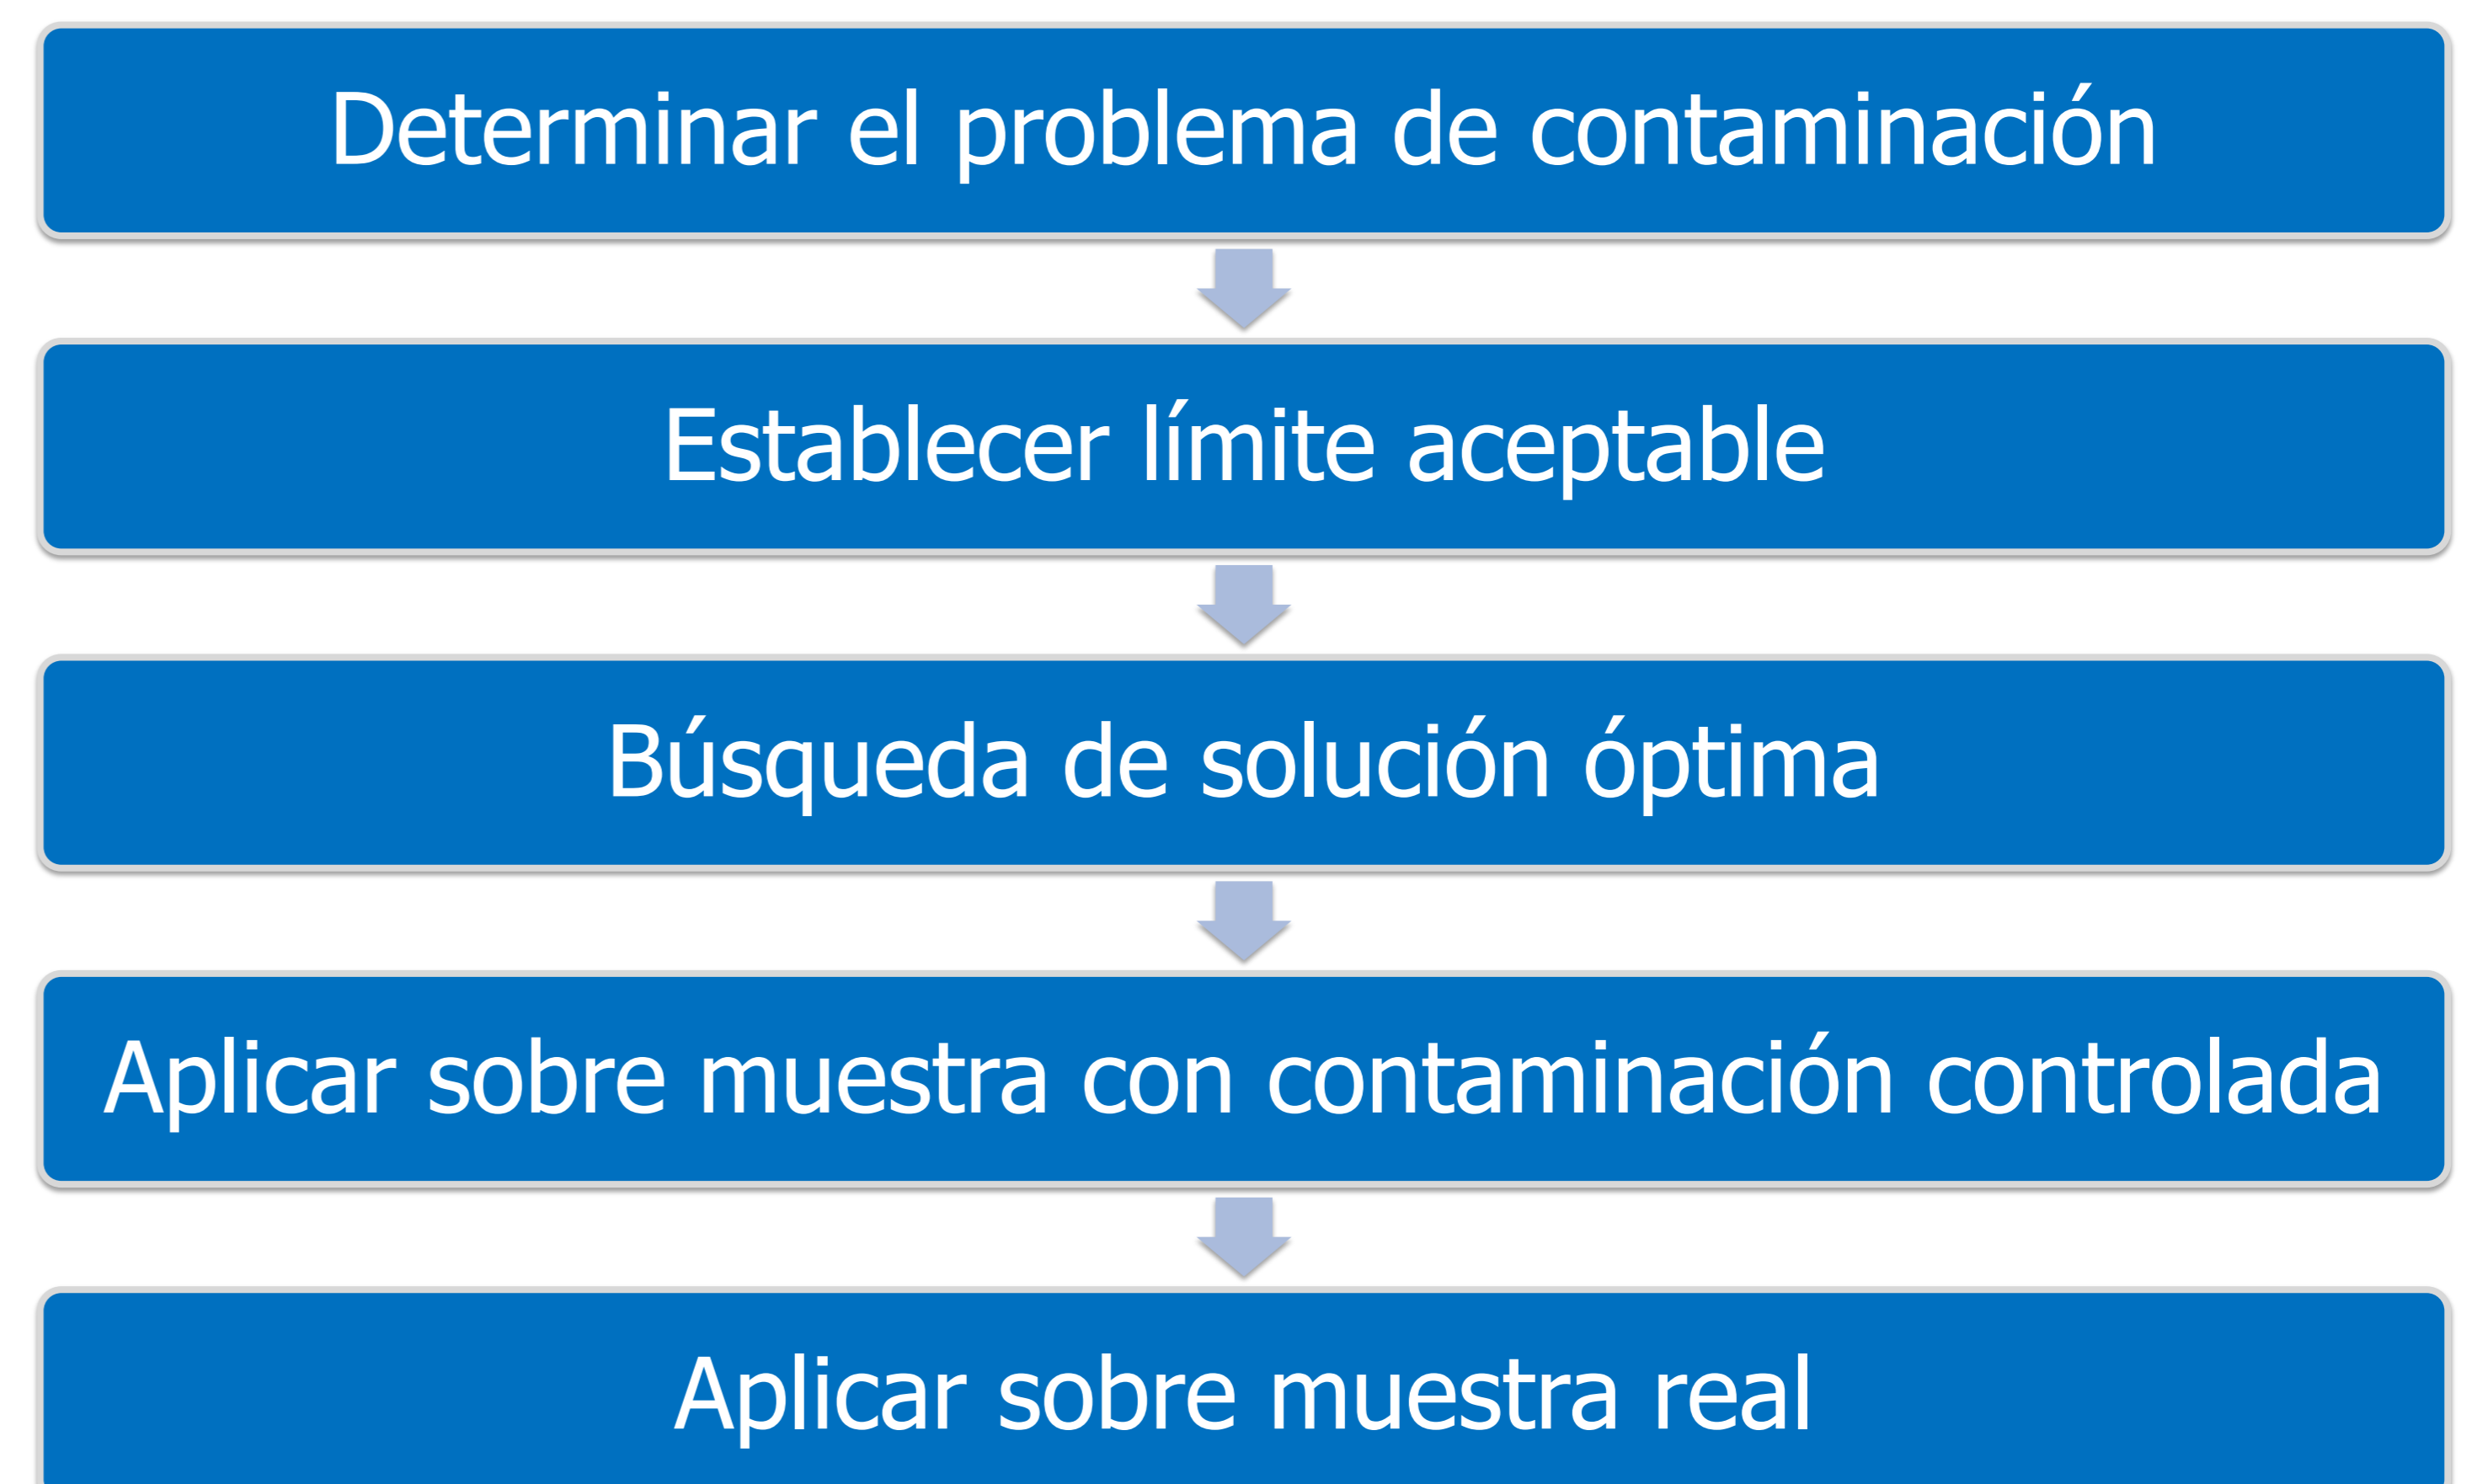 Determinar el problema de contaminación
Establecer límite aceptable
Búsqueda de solución óptima
Aplicar sobre muestra con contaminación controlada
Aplicar sobre muestra real